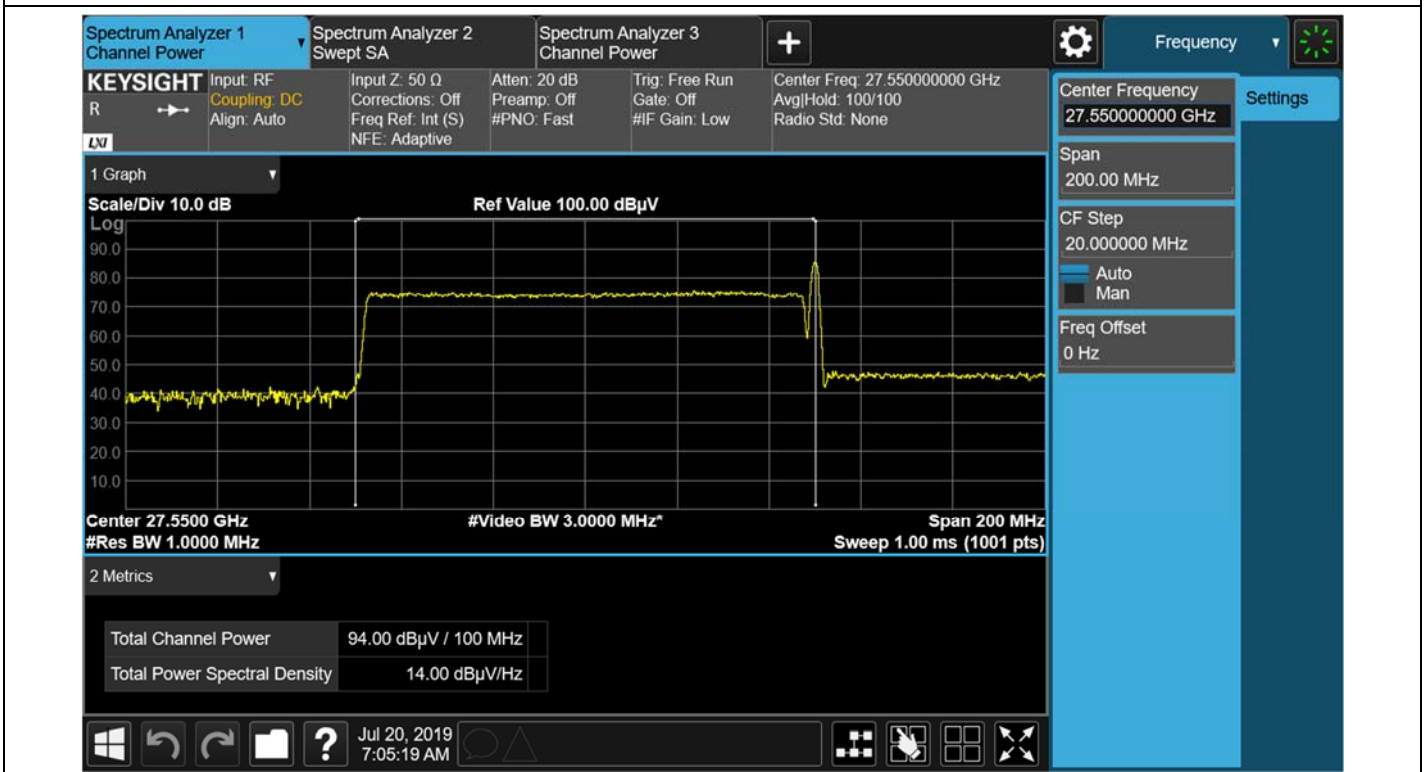 Spectrum Analyzer 1
Channel Power
Spectrum Analyzer 2
Swept SA
Spectrum Analyzer 3
Channel Power
Frequency
KEYSIGHT
R
LXI
Input: RF
Coupling: DC
Align: Auto
Input Z: 50 Ω
Corrections: Off
Freq Ref: Int (S)
NFE: Adaptive
Atten: 20 dB
Preamp: Off
#PNO: Fast
Trig: Free Run
Gate: Off
#IF Gain: Low
Center Freq: 27.550000000 GHz
Avg|Hold: 100/100
Radio Std: None
Center Frequency
27.550000000 GHz
Settings
Span
200.00 MHz
CF Step
20.000000 MHz
Auto
Man
Freq Offset
0 Hz
1 Graph
Scale/Div 10.0 dB
Ref Value 100.00 dBµV
Log
90.0
80.0
70.0
60.0
50.0
40.0
30.0
20.0
10.0
Center 27.5500 GHz
#Video BW 3.0000 MHz*
Span 200 MHz
#Res BW 1.0000 MHz
Sweep 1.00 ms (1001 pts)
2 Metrics
Total Channel Power 94.00 dBµV / 100 MHz
Total Power Spectral Density 14.00 dBµV/Hz
?
Jul 20, 2019
7:05:19 AM